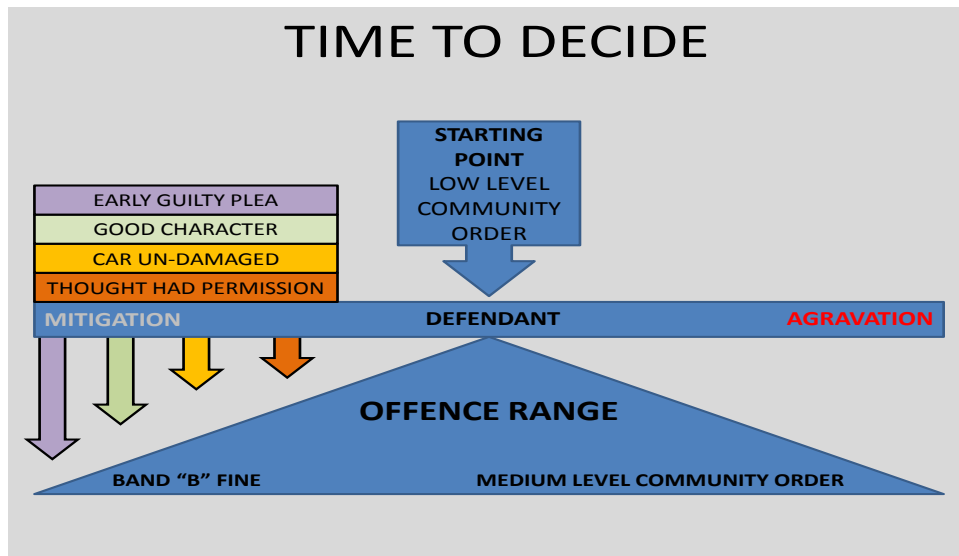 TIME TO DECIDE
STARTING
POINT
LOW LEVEL
COMMUNITY
ORDER
EARLY GUILTY PLEA
GOOD CHARACTER
CAR UN-DAMAGED
THOUGHT HAD PERMISSION
MITIGATION
DEFENDANT
AGRAVATION
OFFENCE RANGE
BAND “B” FINE
MEDIUM LEVEL COMMUNITY ORDER